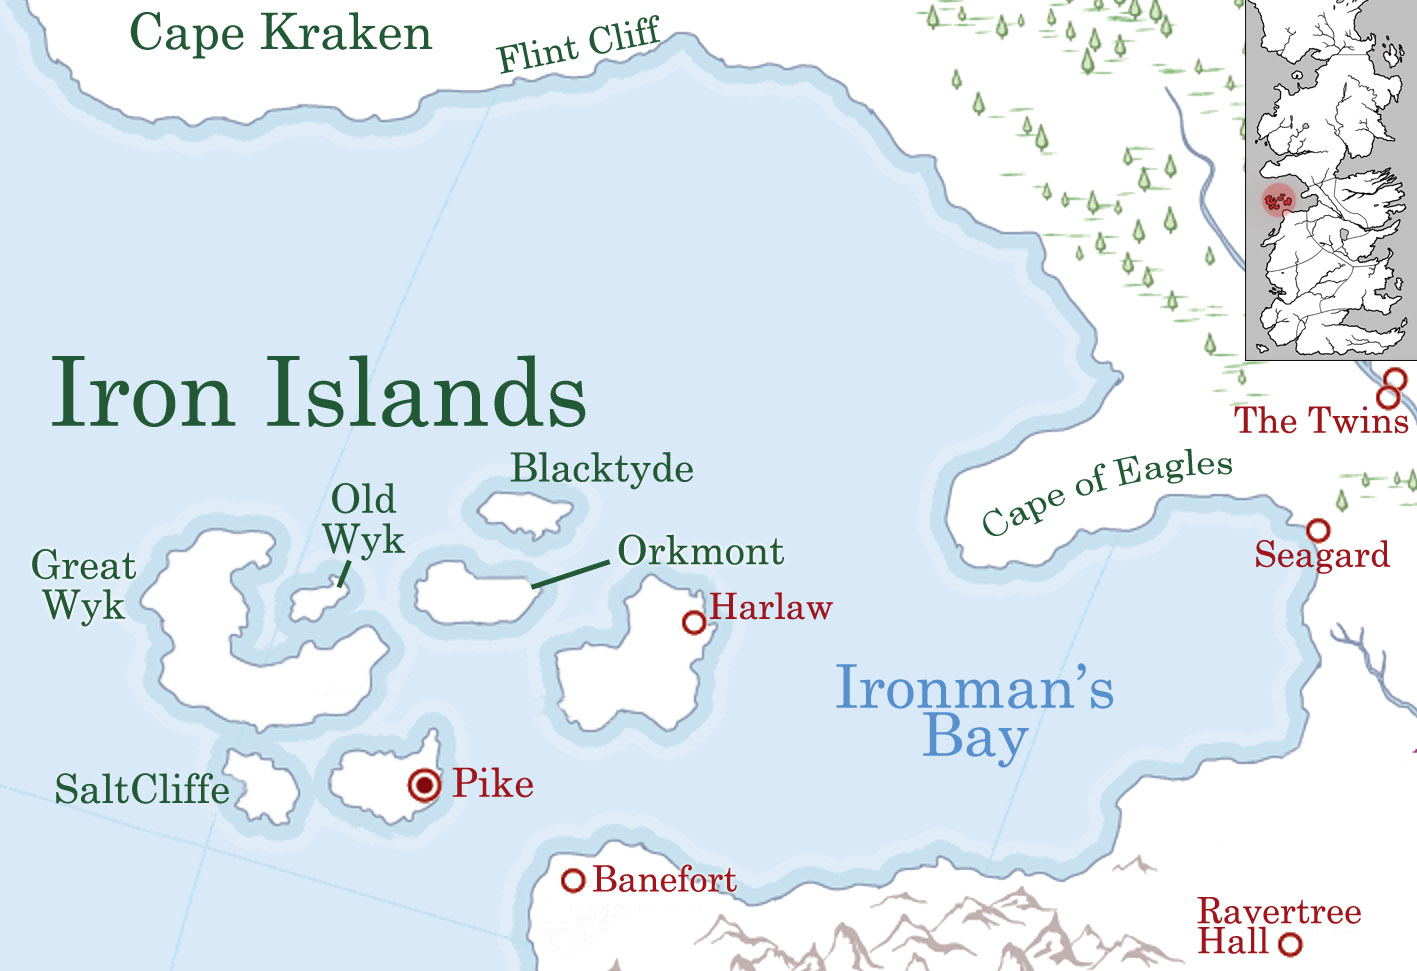 Cape Kraken
Flint Cliff
Iron Islands
The Twins
Blacktyde
Cape of Eagles
Old
Wyk
Great
Wyk
Orkmont
Seagard
Harlaw
Ironman's
Bay
SaltCliffe
Pike
Banefort
Ravertree
Hall